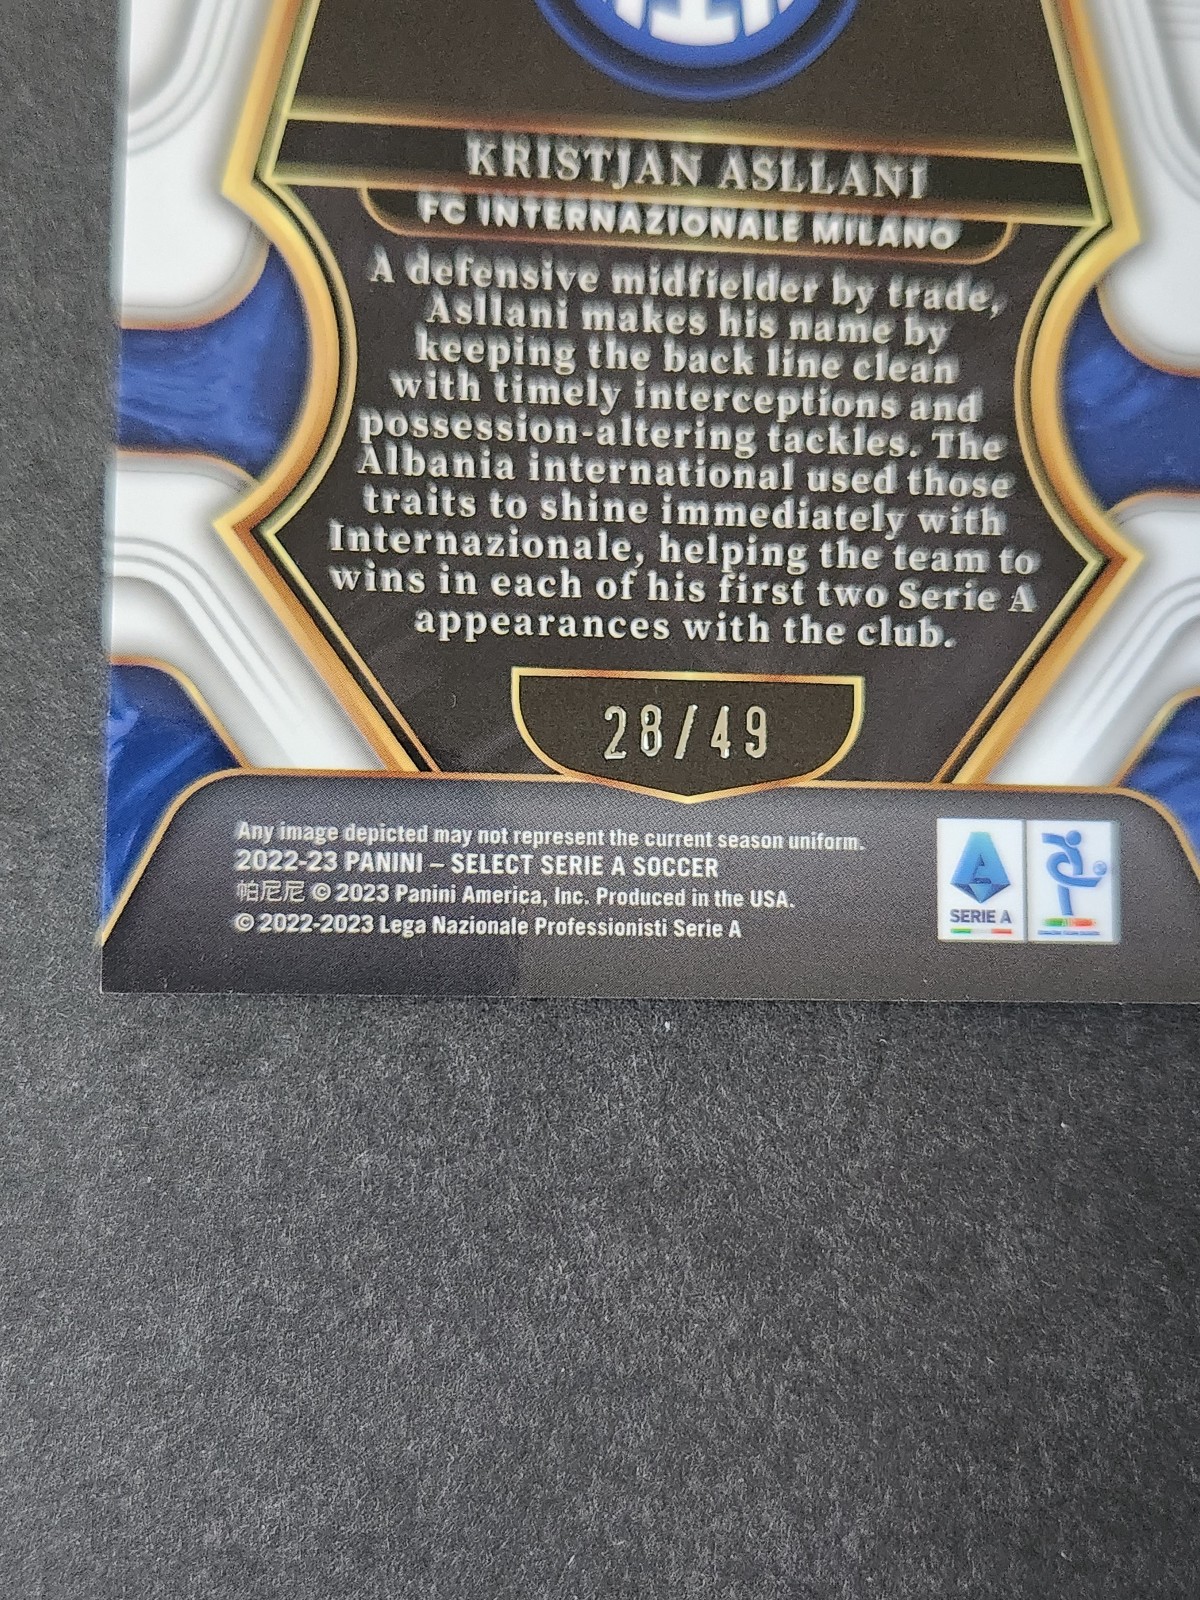 KRISTJAN ASLLANI
FC INTERNAZIONALE MILANO
A defensive midfielder by trade,
Asllani makes his name by
keeping the back line clean
with timely interceptions and
possession-altering tackles. The
Albania international used those
traits to shine immediately with
Internazionale, helping the team to
wins in each of his first two Serie A
appearances with the club.
28/49
Any image depicted may not represent the current season uniform.
2022-23 PANINI – SELECT SERIE A SOCCER
帕尼尼 © 2023 Panini America, Inc. Produced in the USA.
© 2022-2023 Lega Nazionale Professionisti Serie A
SERIE A